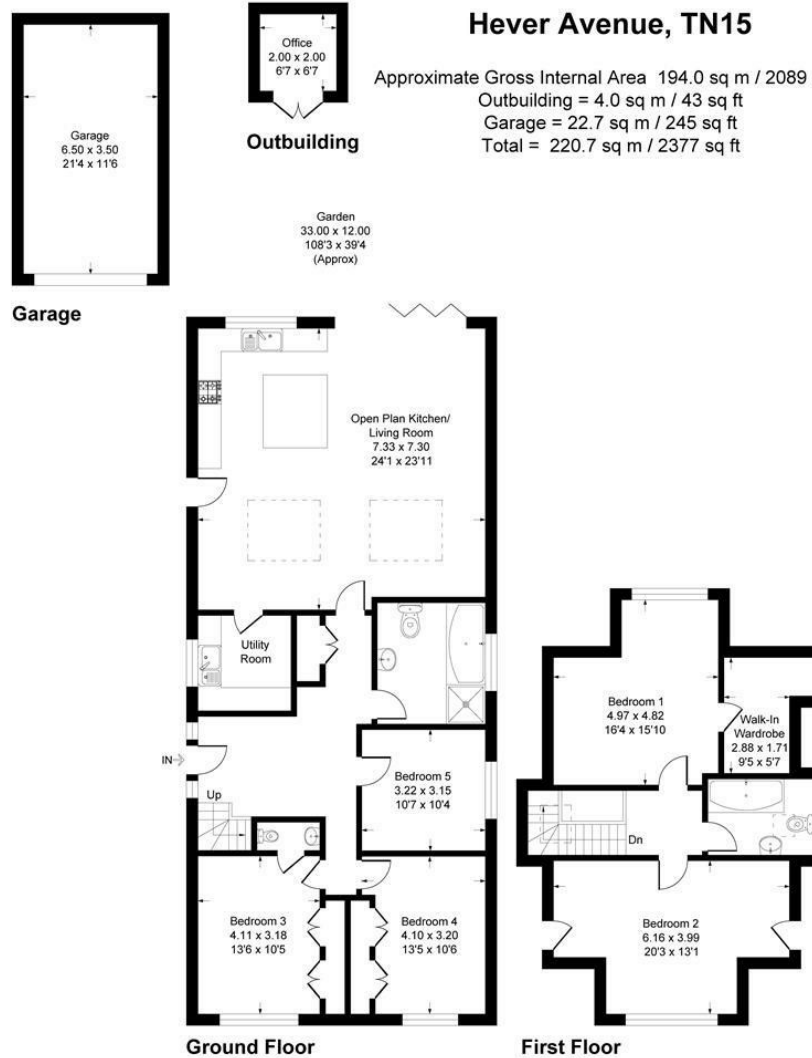 Hever Avenue, TN15
Approximate Gross Internal Area 194.0 sq m / 2089
Outbuilding = 4.0 sq m / 43 sq ft
Garage = 22.7 sq m / 245 sq ft
Total = 220.7 sq m / 2377 sq ft
Garage
6.50 x 3.50
21'4 x 11'6
Garage
Office
2.00 x 2.00
6'7 x 6'7
Outbuilding
Garden
33.00 x 12.00
108'3 x 39'4
(Approx)
Open Plan Kitchen/
Living Room
7.33 x 7.30
24'1 x 23'11
Utility
Room
IN
Up
Bedroom 5
3.22 x 3.15
10'7 x 10'4
Bedroom 3
4.11 x 3.18
13'6 x 10'5
Bedroom 4
4.10 x 3.20
13'5 x 10'6
Ground Floor
Bedroom 1
4.97 x 4.82
16'4 x 15'10
Walk-In
Wardrobe
2.88 x 1.71
9'5 x 5'7
Dn
Bedroom 2
6.16 x 3.99
20'3 x 13'1
First Floor